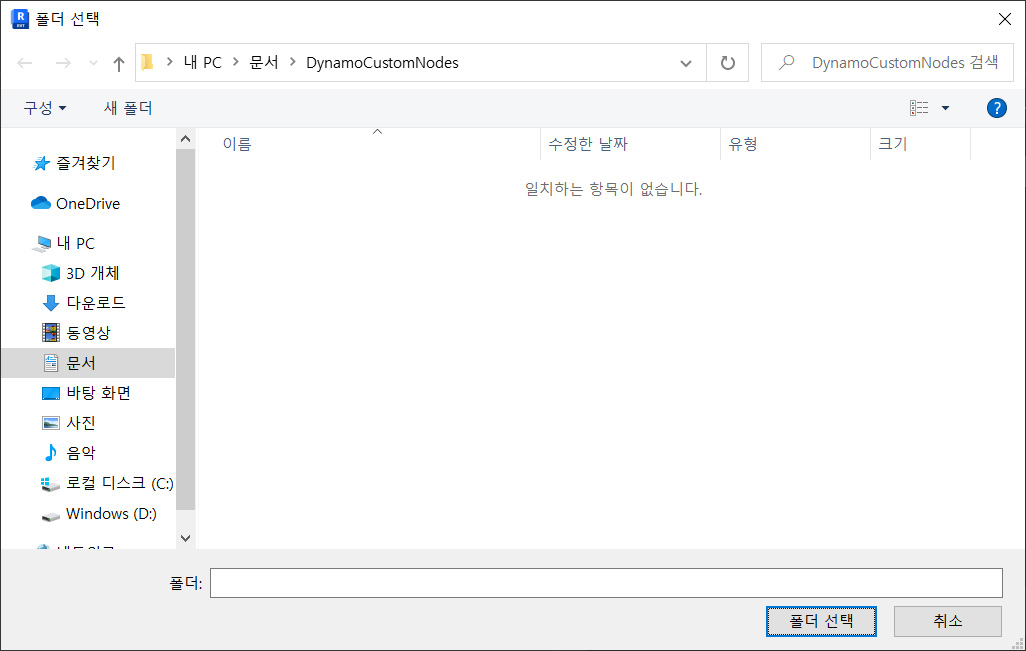 폴더 선택
내 PC > 문서 > DynamoCustomNodes
DynamoCustomNodes 검색
구성
새 폴더
이름
수정한 날짜
유형
크기
일치하는 항목이 없습니다.
즐겨찾기
OneDrive
내 PC
3D 개체
다운로드
동영상
문서
바탕 화면
사진
음악
로컬 디스크 (C:)
Windows (D:)
폴더:
폴더 선택
취소